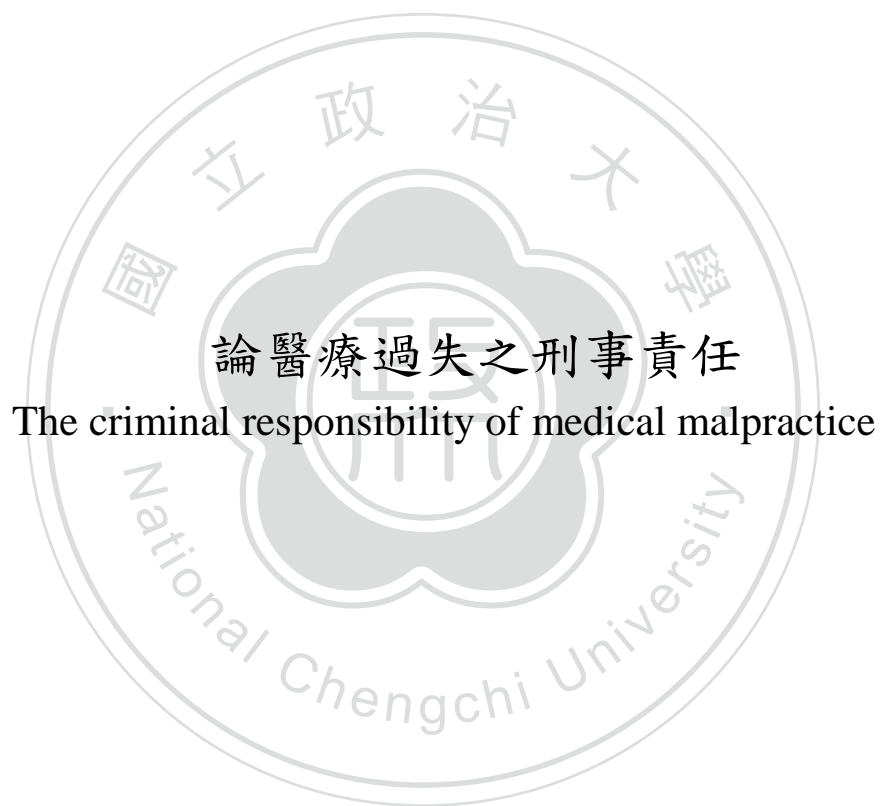 國立政治大學
論醫療過失之刑事責任
The criminal responsibility of medical malpractice
National Chengchi University